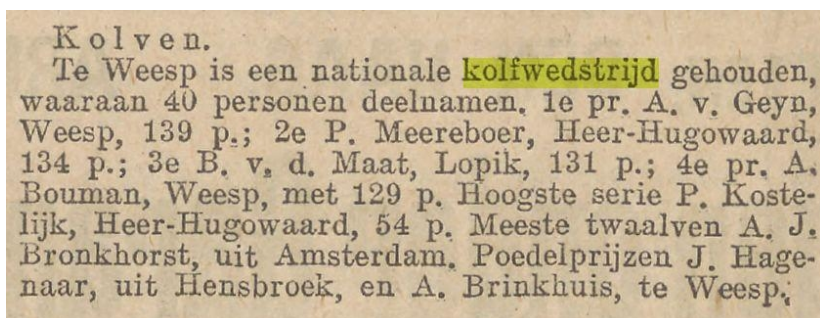 Kolven.
Te Weesp is een nationale kolfwedstrijd gehouden,
waaraan 40 personen deelnamen. 1e pr. A. v. Geyn,
Weesp, 139 p.; 2e P. Meereboer, Heer-Hugowaard,
134 p.; 3e B. v. d. Maat, Lopik, 131 p.; 4e pr. A.
Bouman, Weesp, met 129 p. Hoogste serie P. Koste-
lijk, Heer-Hugowaard, 54 p. Meeste twaalven A. J.
Bronkhorst, uit Amsterdam. Poedelprijzen J. Hage-
naar, uit Hensbroek, en A. Brinkhuis, te Weesp.